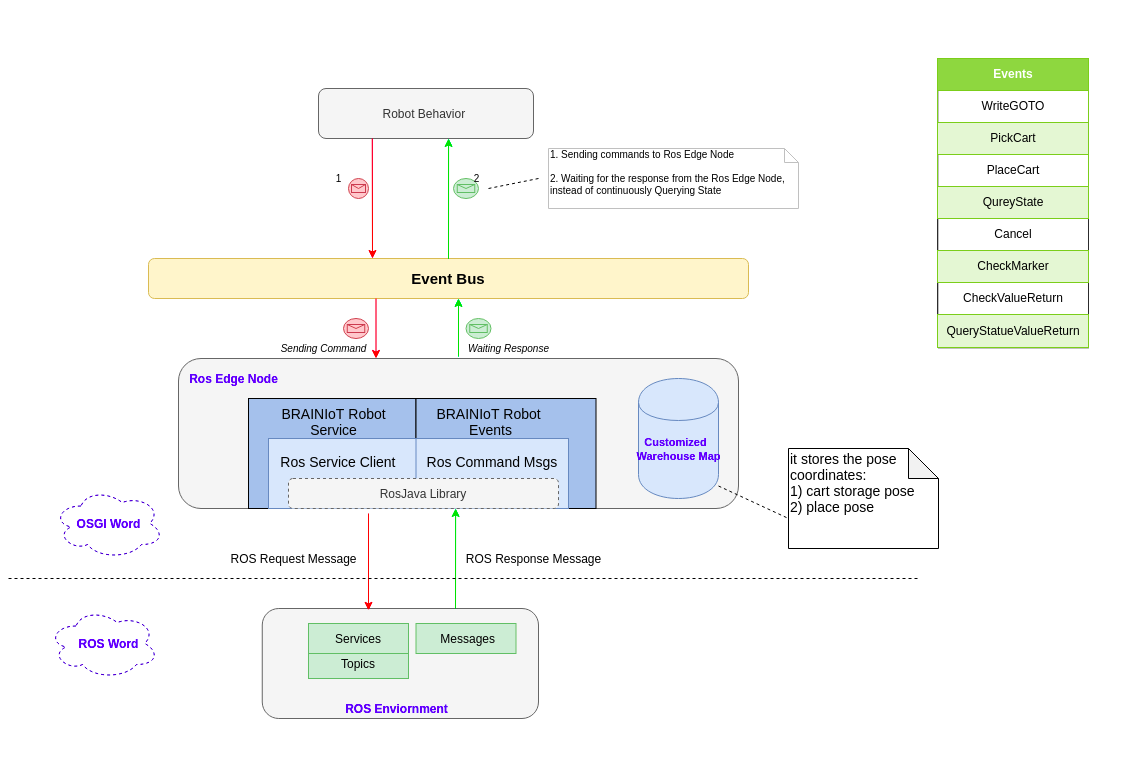 Robot Behavior
1
2
1. Sending commands to Ros Edge Node
2. Waiting for the response from the Ros Edge Node,
instead of continuously Querying State
Event Bus
Sending Command
Waiting Response
Ros Edge Node
BRAINIoT Robot
Service
BRAINIoT Robot
Events
Ros Service Client
Ros Command Msgs
RosJava Library
Customized
Warehouse Map
it stores the pose
coordinates:
1) cart storage pose
2) place pose
OSGI Word
ROS Request Message
ROS Response Message
ROS Word
Services
Topics
Messages
ROS Enviornment
Events
WriteGOTO
PickCart
PlaceCart
QureyState
Cancel
CheckMarker
CheckValueReturn
QueryStatueValueReturn